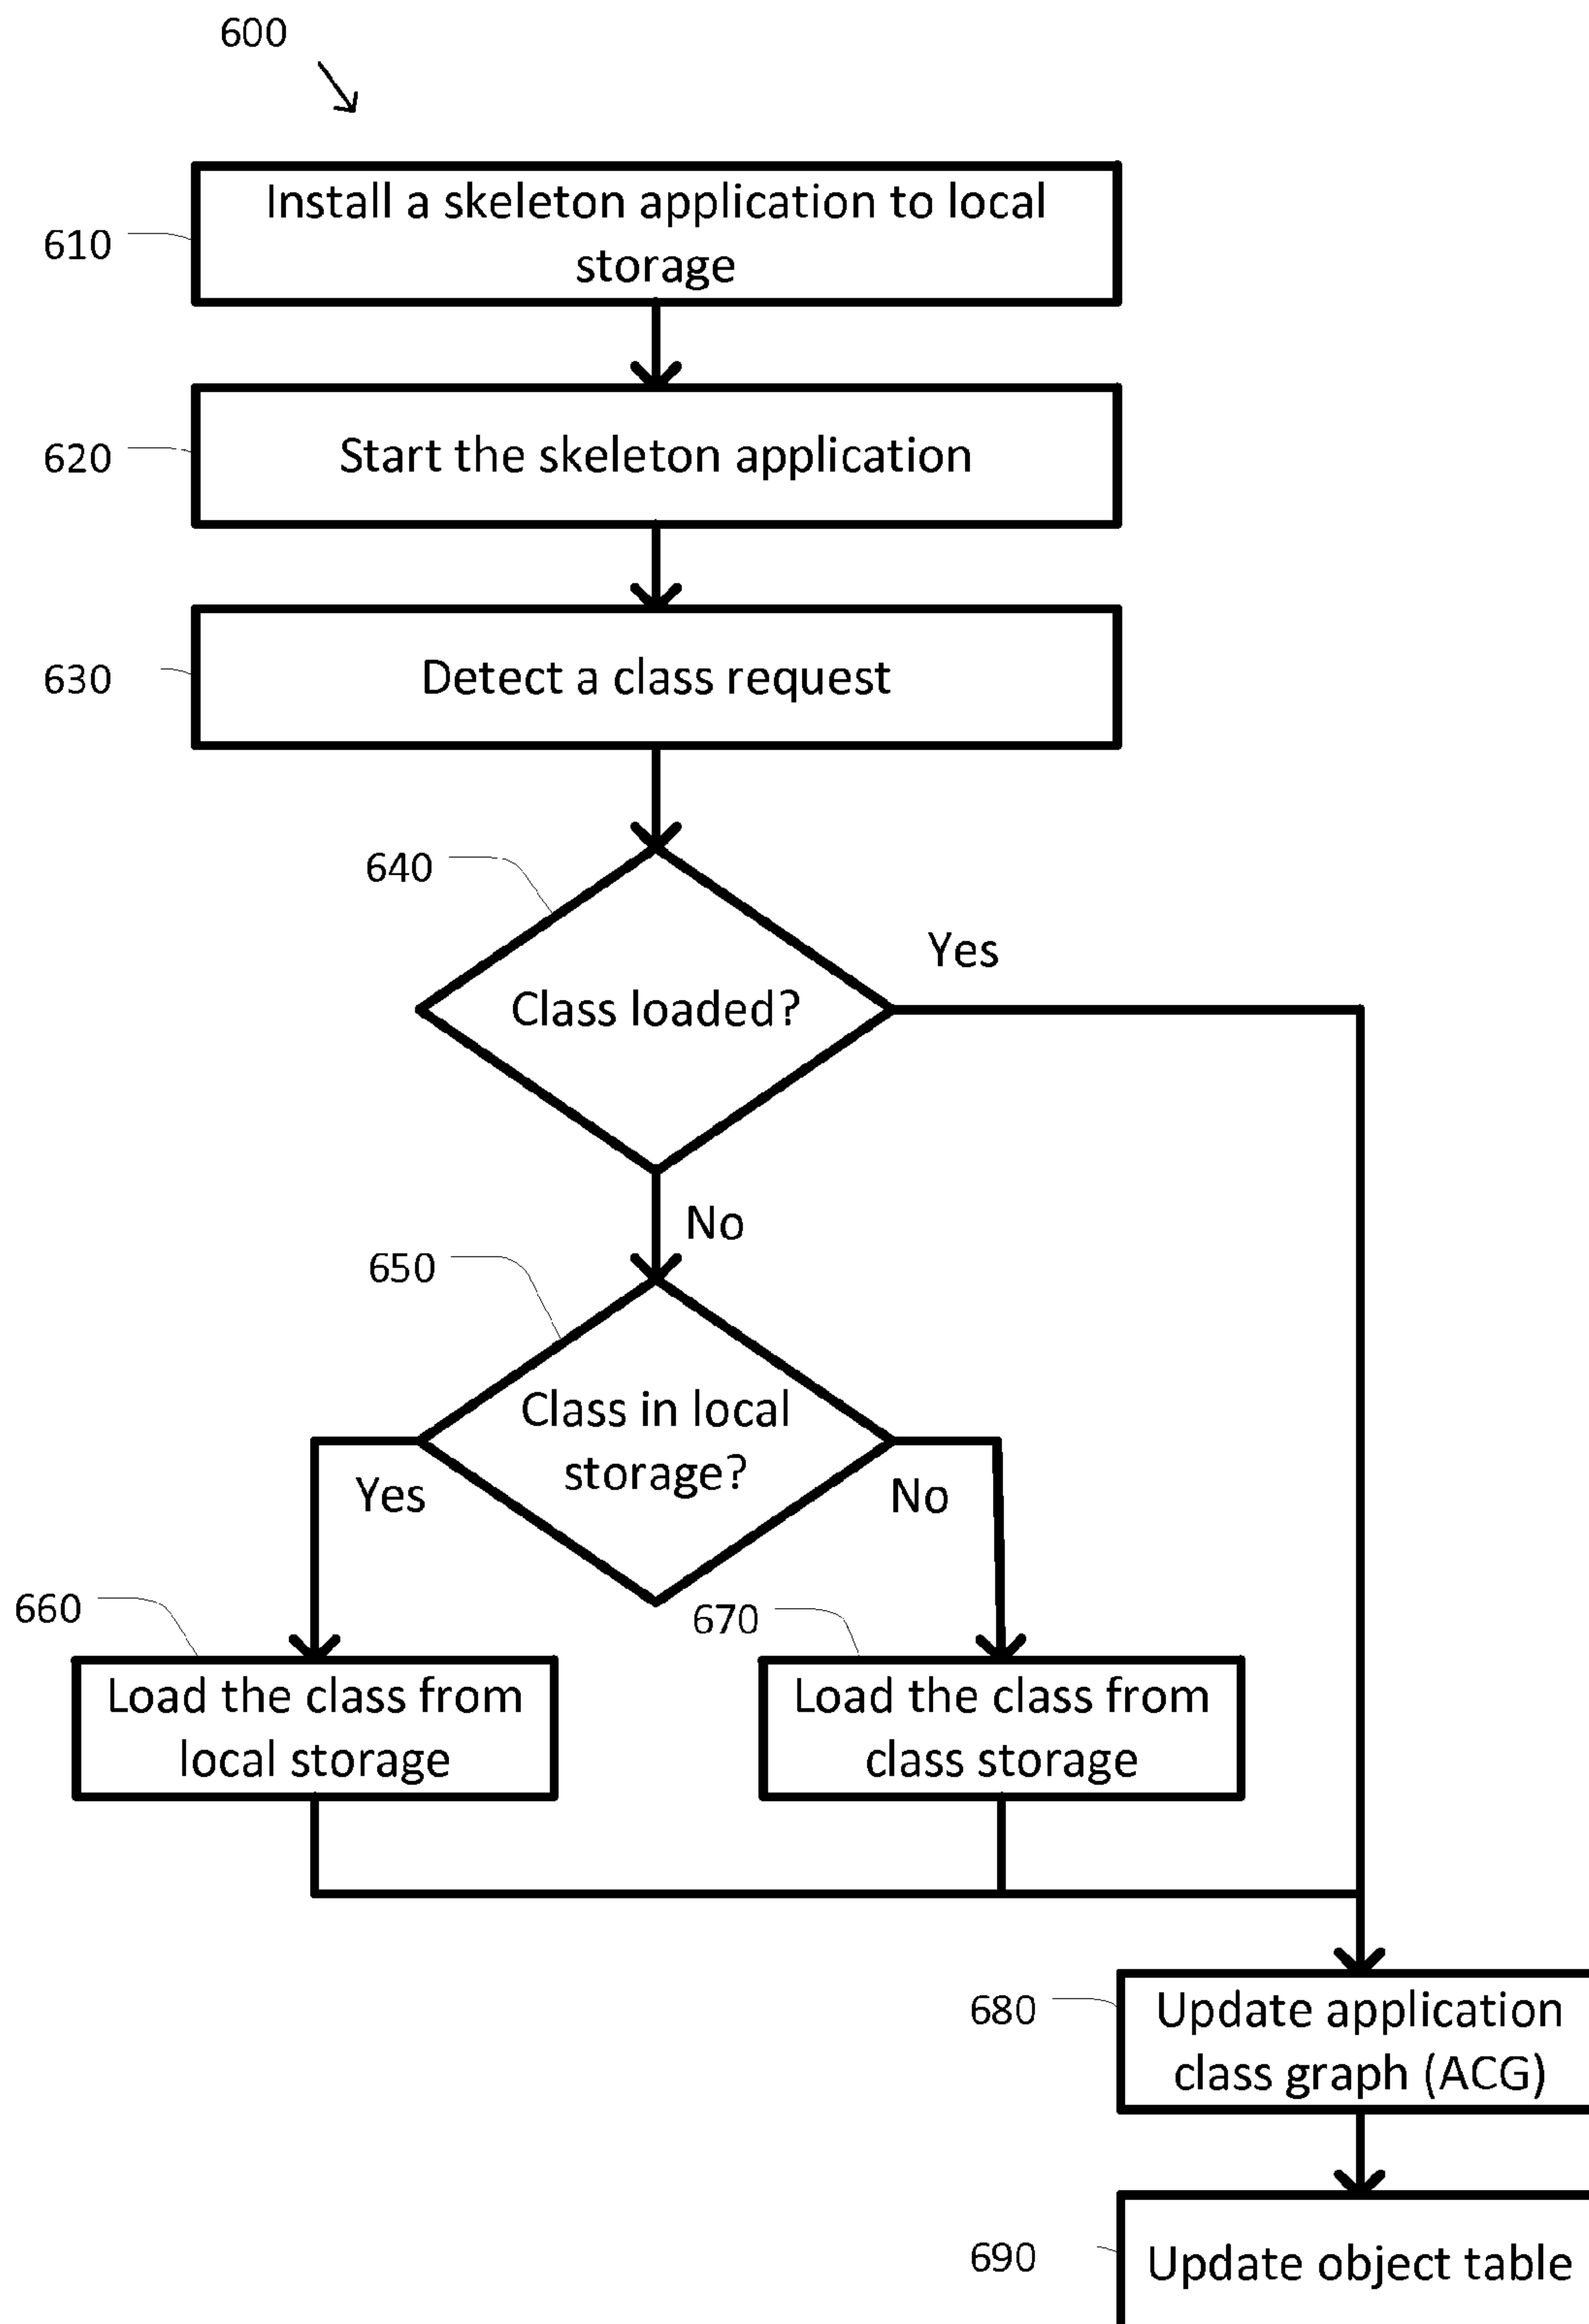 600
Install a skeleton application to local
storage
610
Start the skeleton application
620
Detect a class request
630
640
Yes
Class loaded?
No
650
Class in local
storage?
Yes
No
660
670
Load the class from
local storage
Load the class from
class storage
680
Update application
class graph (ACG)
690
Update object table